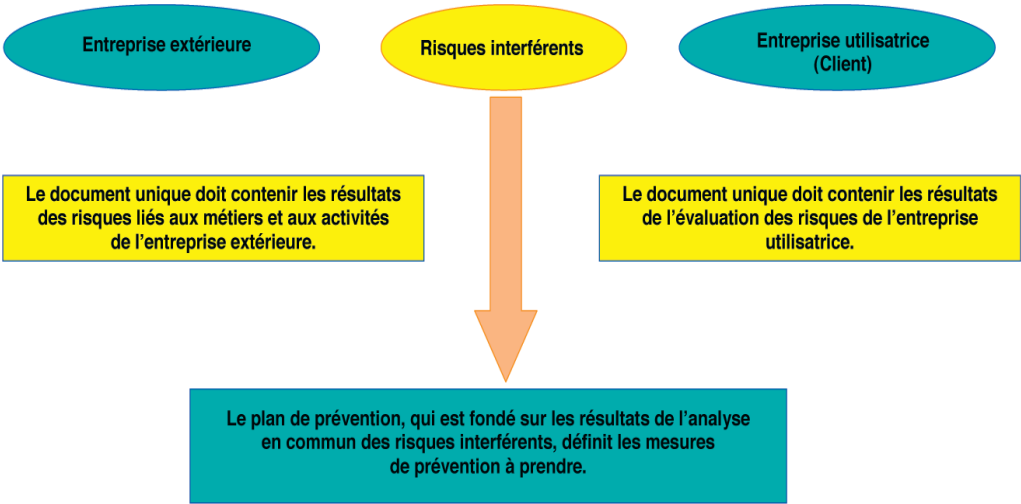 Entreprise extérieure
Risques interférents
Entreprise utilisatrice
(Client)
Le document unique doit contenir les résultats
des risques liés aux métiers et aux activités
de l’entreprise extérieure.
Le document unique doit contenir les résultats
de l’évaluation des risques de l’entreprise
utilisatrice.
Le plan de prévention, qui est fondé sur les résultats de l’analyse
en commun des risques interférents, définit les mesures
de prévention à prendre.